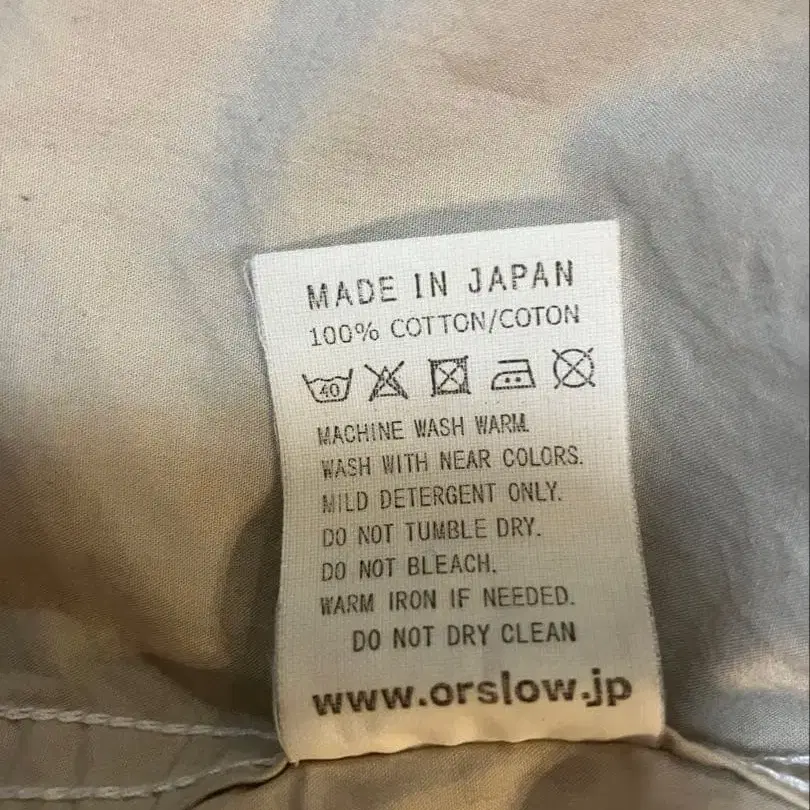 MADE IN JAPAN
100% COTTON/COTON
40
MACHINE WASH WARM.
WASH WITH NEAR COLORS.
MILD DETERGENT ONLY.
DO NOT TUMBLE DRY.
DO NOT BLEACH.
WARM IRON IF NEEDED.
DO NOT DRY CLEAN
www.orslow.jp